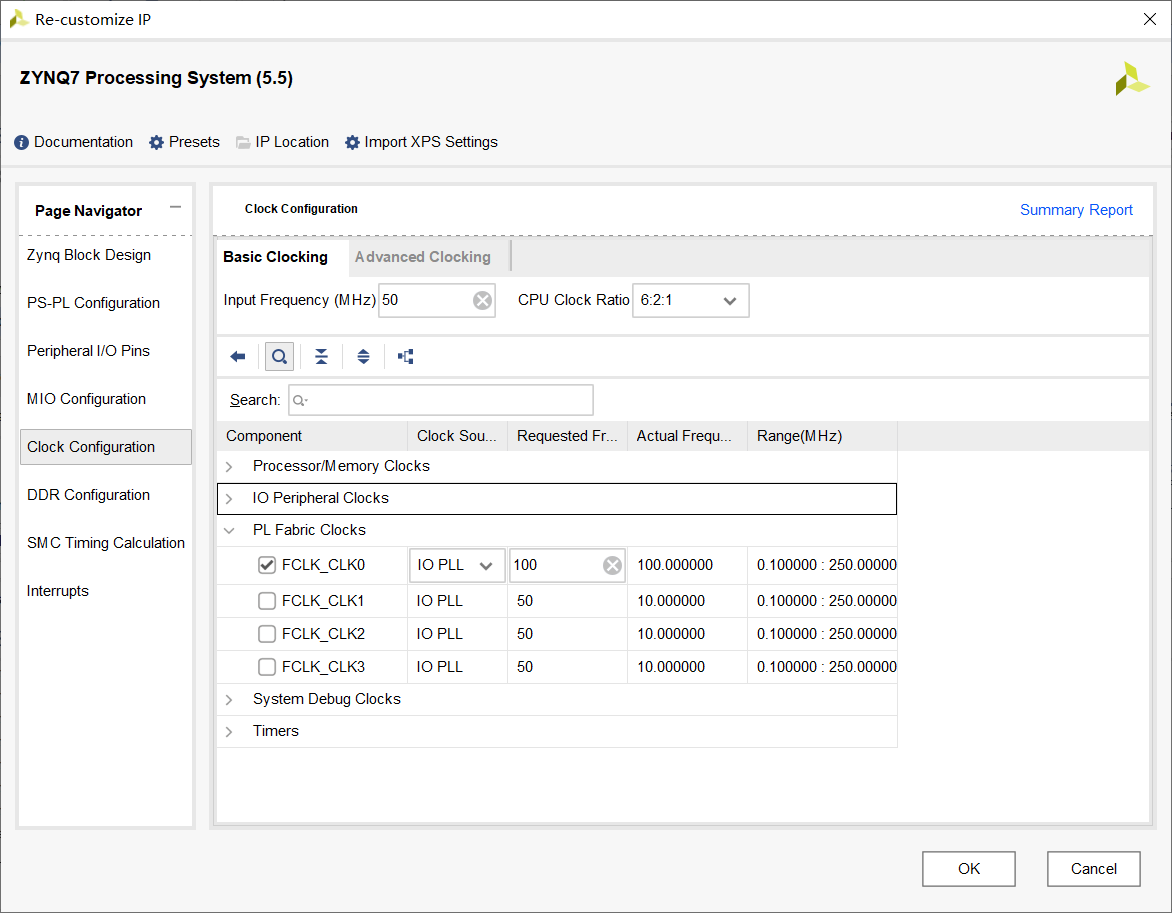 Re-customize IP
ZYNQ7 Processing System (5.5)
Documentation Presets IP Location Import XPS Settings
Page Navigator
Zynq Block Design
PS-PL Configuration
Peripheral I/O Pins
MIO Configuration
Clock Configuration
DDR Configuration
SMC Timing Calculation
Interrupts
Clock Configuration Summary Report
Basic Clocking Advanced Clocking
Input Frequency (MHz) 50 CPU Clock Ratio 6:2:1
Search:
Component Clock Sou... Requested Fr... Actual Frequ... Range(MHz)
Processor/Memory Clocks
IO Peripheral Clocks
PL Fabric Clocks
FCLK_CLK0 IO PLL 100 100.000000 0.100000 : 250.00000
FCLK_CLK1 IO PLL 50 10.000000 0.100000 : 250.00000
FCLK_CLK2 IO PLL 50 10.000000 0.100000 : 250.00000
FCLK_CLK3 IO PLL 50 10.000000 0.100000 : 250.00000
System Debug Clocks
Timers
OK Cancel